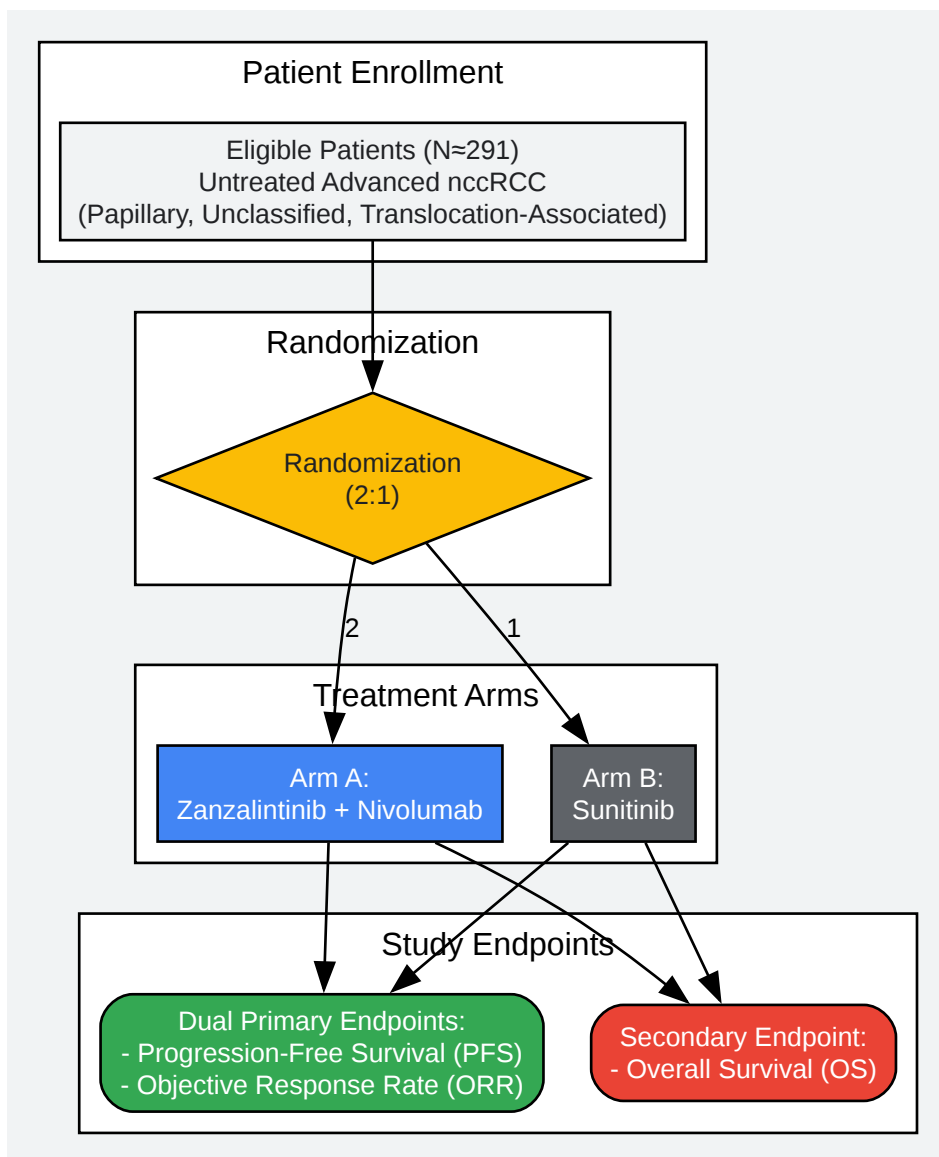 Patient Enrollment
Eligible Patients (N≈291)
Untreated Advanced nccRCC
(Papillary, Unclassified, Translocation-Associated)
Randomization
Randomization
(2:1)
2
1
Treatment Arms
Arm A:
Zanzalintinib + Nivolumab
Arm B:
Sunitinib
Study Endpoints
Dual Primary Endpoints:
- Progression-Free Survival (PFS)
- Objective Response Rate (ORR)
Secondary Endpoint:
- Overall Survival (OS)